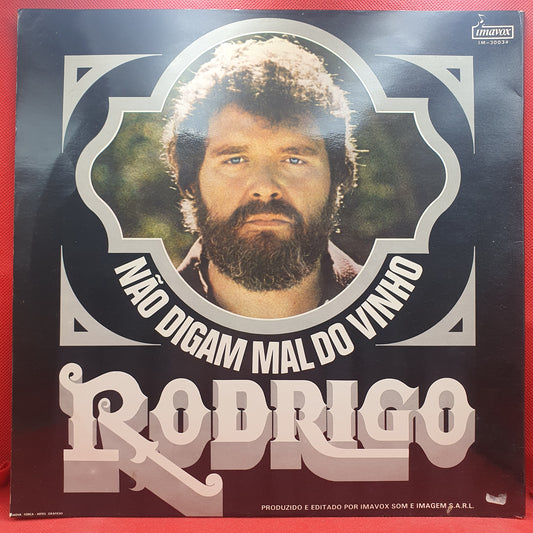 imavox
IM-30034
NÃO DIGAM MAL DO VINHO
RODRIGO
PRODUZIDO E EDITADO POR IMAVOX SOM E IMAGEM S.A.R.L.